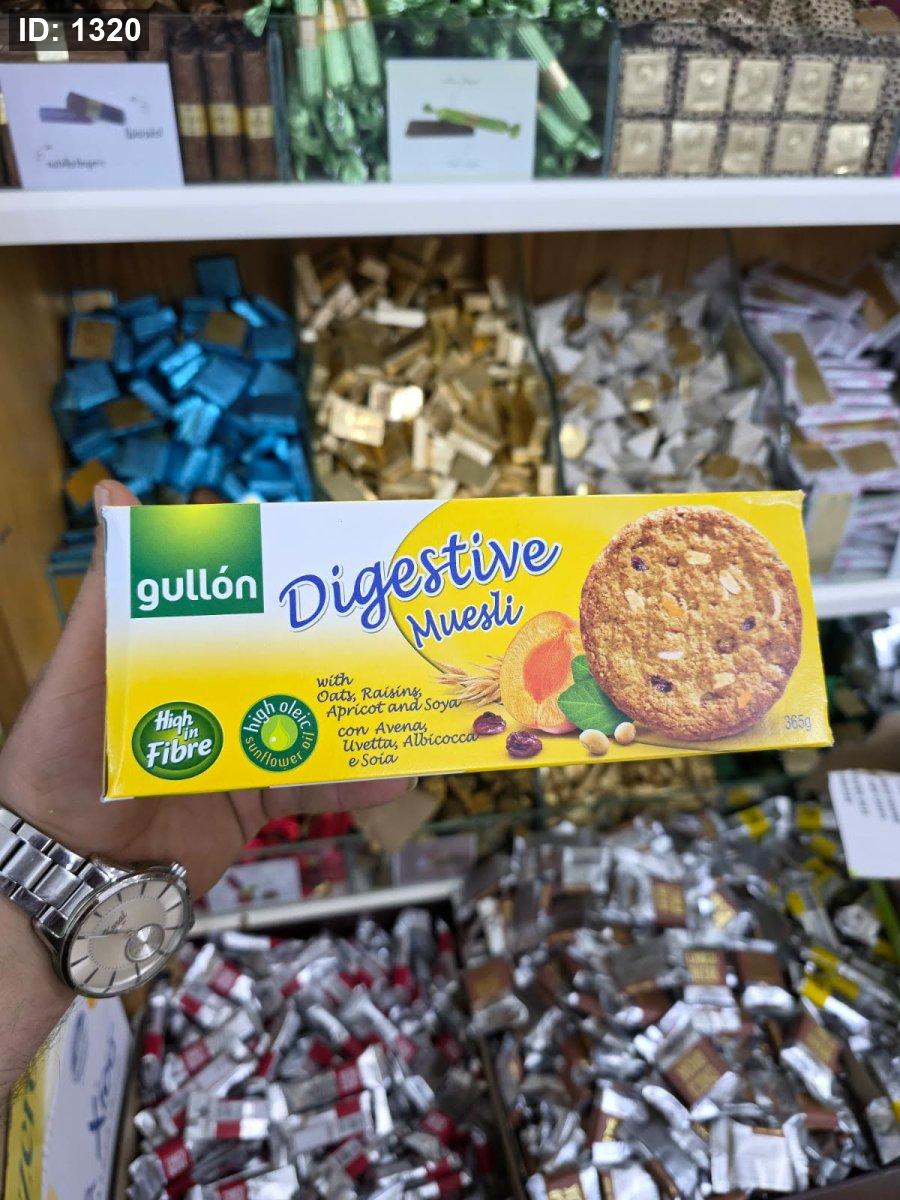 ID: 1320
gullón
Digestive
Muesli
with
Oats, Raisins,
Apricot and Soya
con Avena,
Uvetta, Albicocca
e Soia
High
in
Fibre
high oleic
sunflower oil
365g